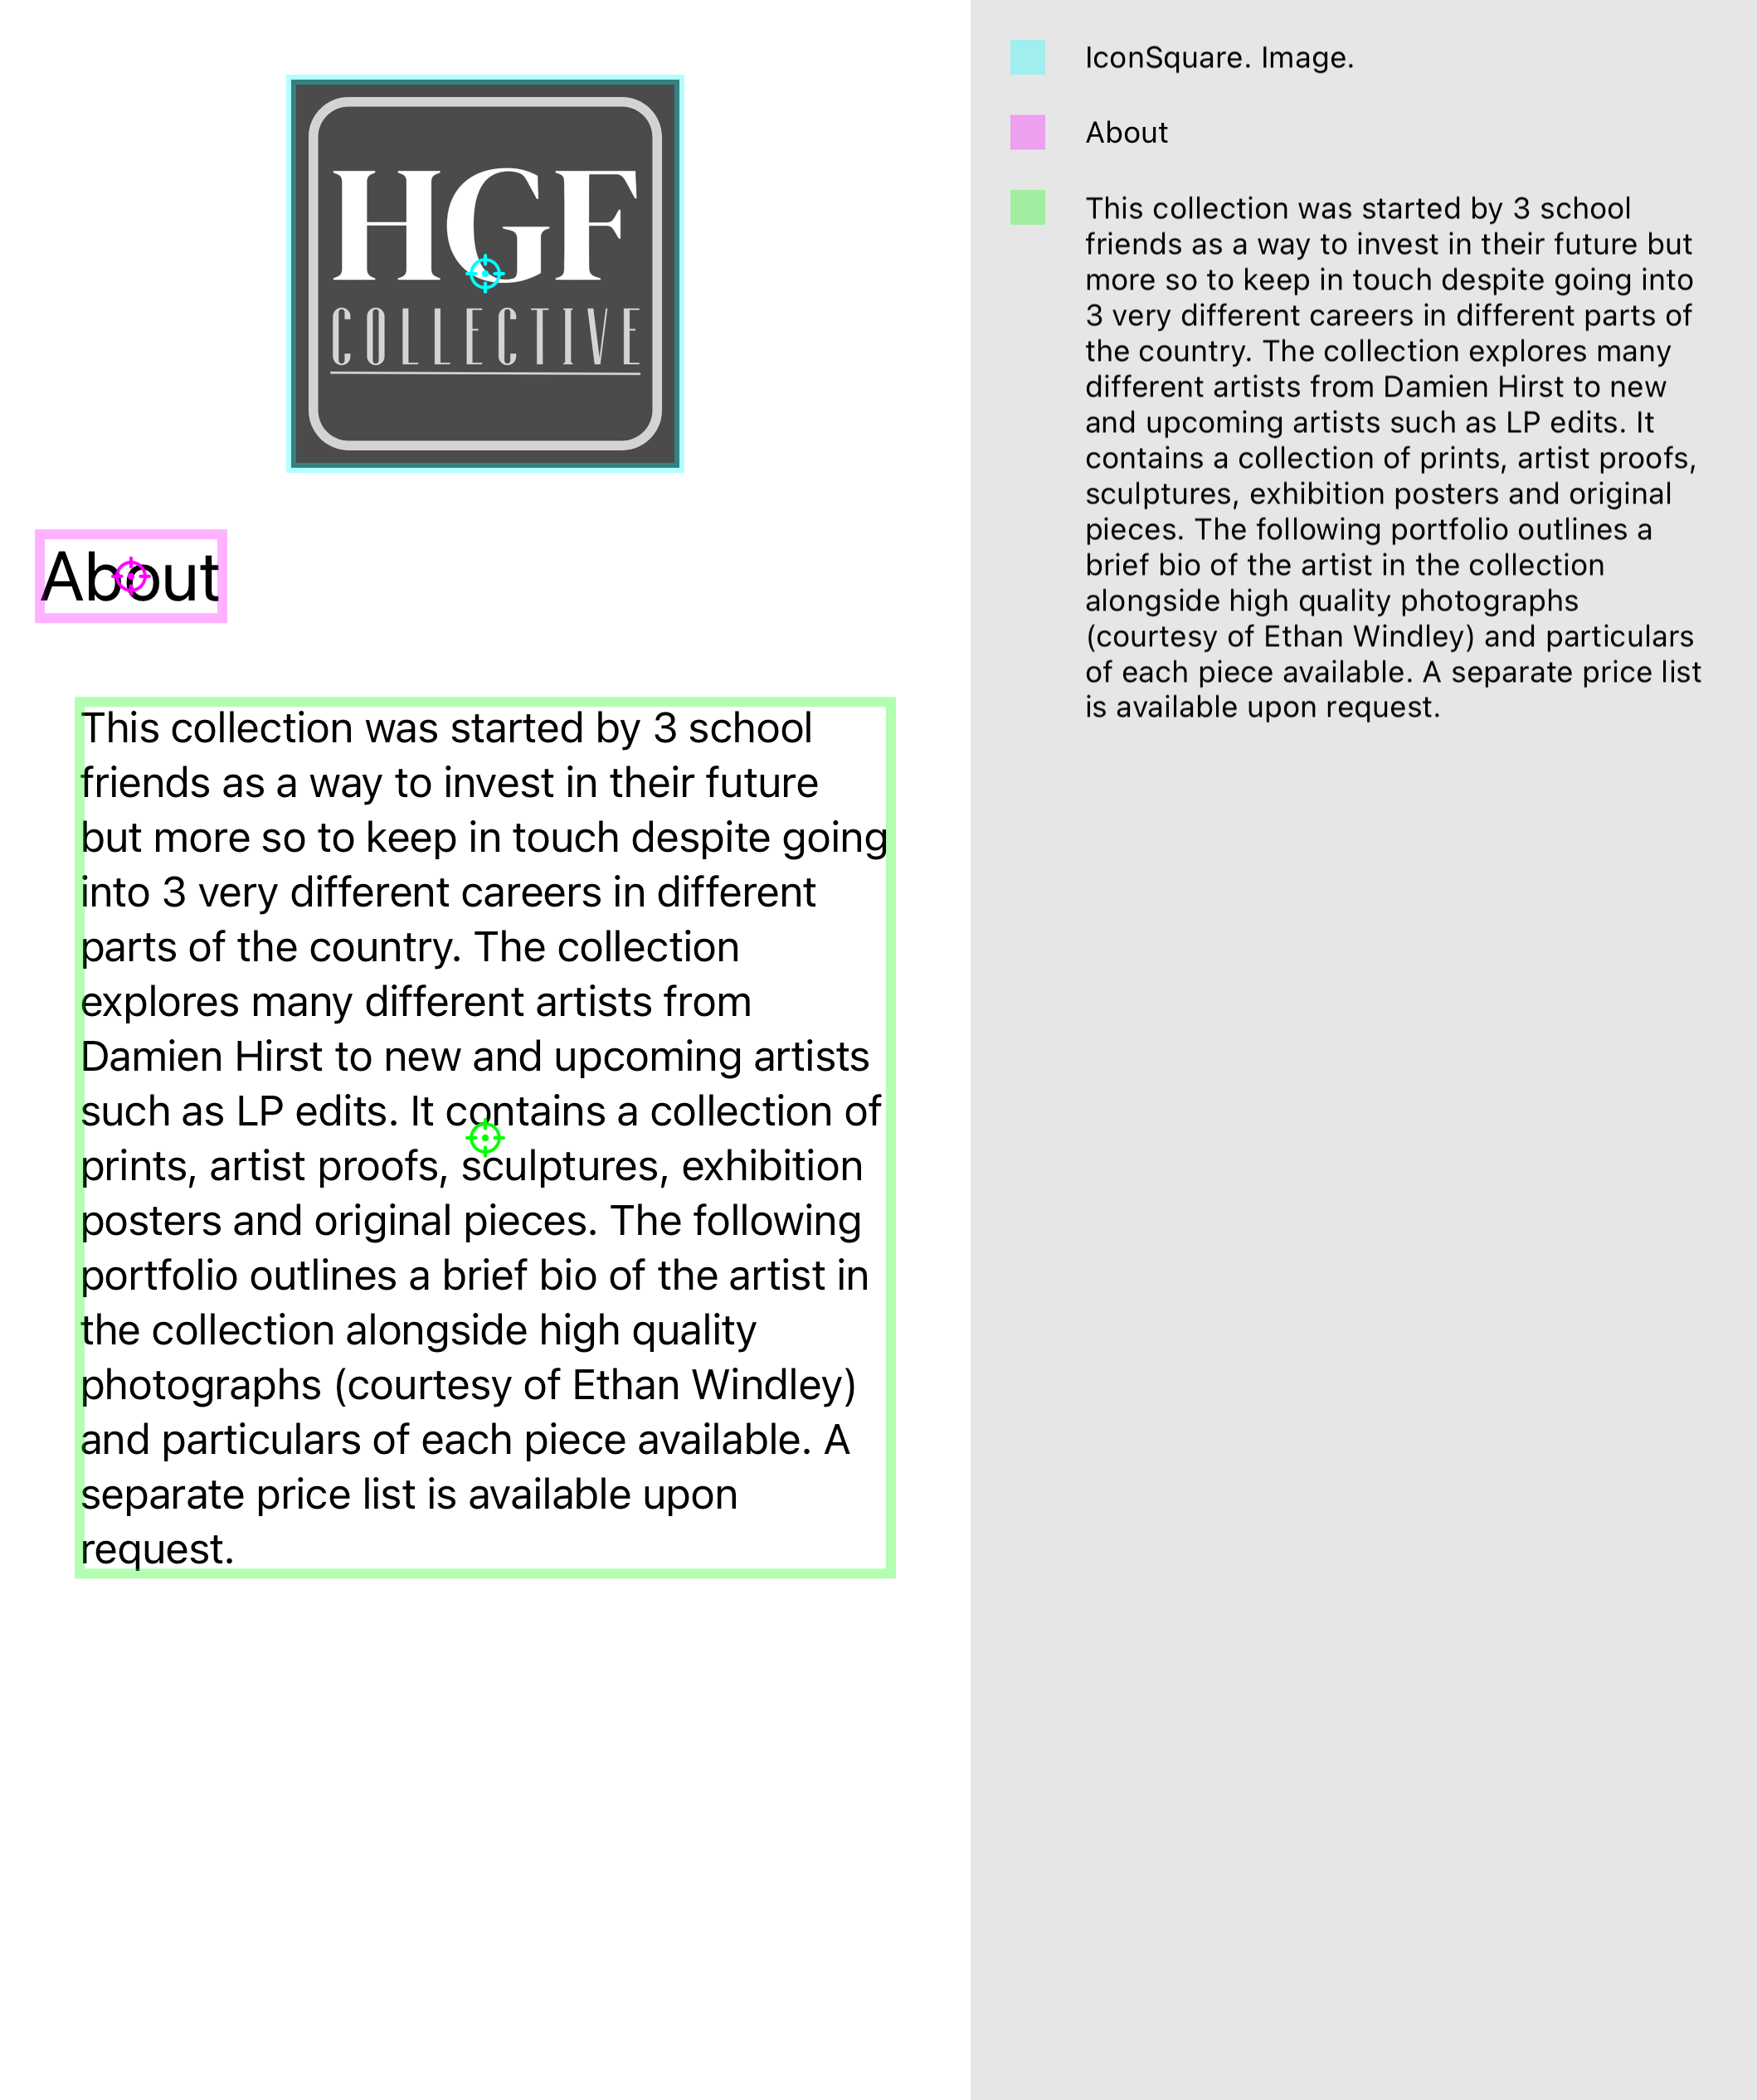 HGF
COLLECTIVE
About
This collection was started by 3 school
friends as a way to invest in their future
but more so to keep in touch despite going
into 3 very different careers in different
parts of the country. The collection
explores many different artists from
Damien Hirst to new and upcoming artists
such as LP edits. It contains a collection of
prints, artist proofs, sculptures, exhibition
posters and original pieces. The following
portfolio outlines a brief bio of the artist in
the collection alongside high quality
photographs (courtesy of Ethan Windley)
and particulars of each piece available. A
separate price list is available upon
request.
IconSquare. Image.
About
This collection was started by 3 school
friends as a way to invest in their future but
more so to keep in touch despite going into
3 very different careers in different parts of
the country. The collection explores many
different artists from Damien Hirst to new
and upcoming artists such as LP edits. It
contains a collection of prints, artist proofs,
sculptures, exhibition posters and original
pieces. The following portfolio outlines a
brief bio of the artist in the collection
alongside high quality photographs
(courtesy of Ethan Windley) and particulars
of each piece available. A separate price list
is available upon request.